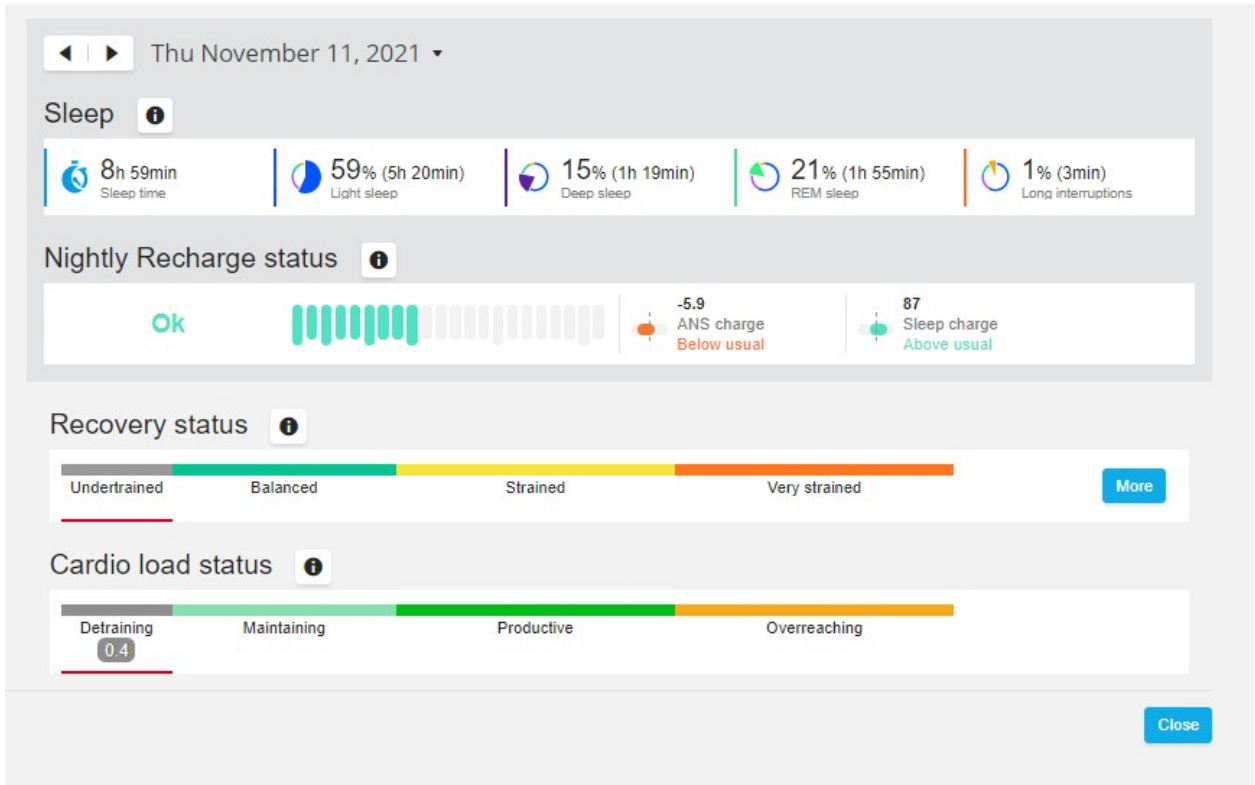 Thu November 11, 2021
Sleep
8h 59min
Sleep time
59% (5h 20min)
Light sleep
15% (1h 19min)
Deep sleep
21% (1h 55min)
REM sleep
1% (3min)
Long interruptions
Nightly Recharge status
Ok
-5.9
ANS charge
Below usual
87
Sleep charge
Above usual
Recovery status
Undertrained
Balanced
Strained
Very strained
More
Cardio load status
Detraining
0.4
Maintaining
Productive
Overreaching
Close